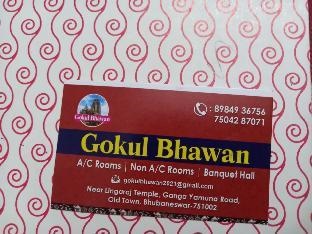 Gokul Bhawan
: 89849 36756
75042 87071
Gokul Bhawan
A/C Rooms | Non A/C Rooms | Banquet Hall
gokulbhawan2021@gmail.com
Near Lingaraj Temple, Ganga Yamuna Road,
Old Town, Bhubaneswar-751002